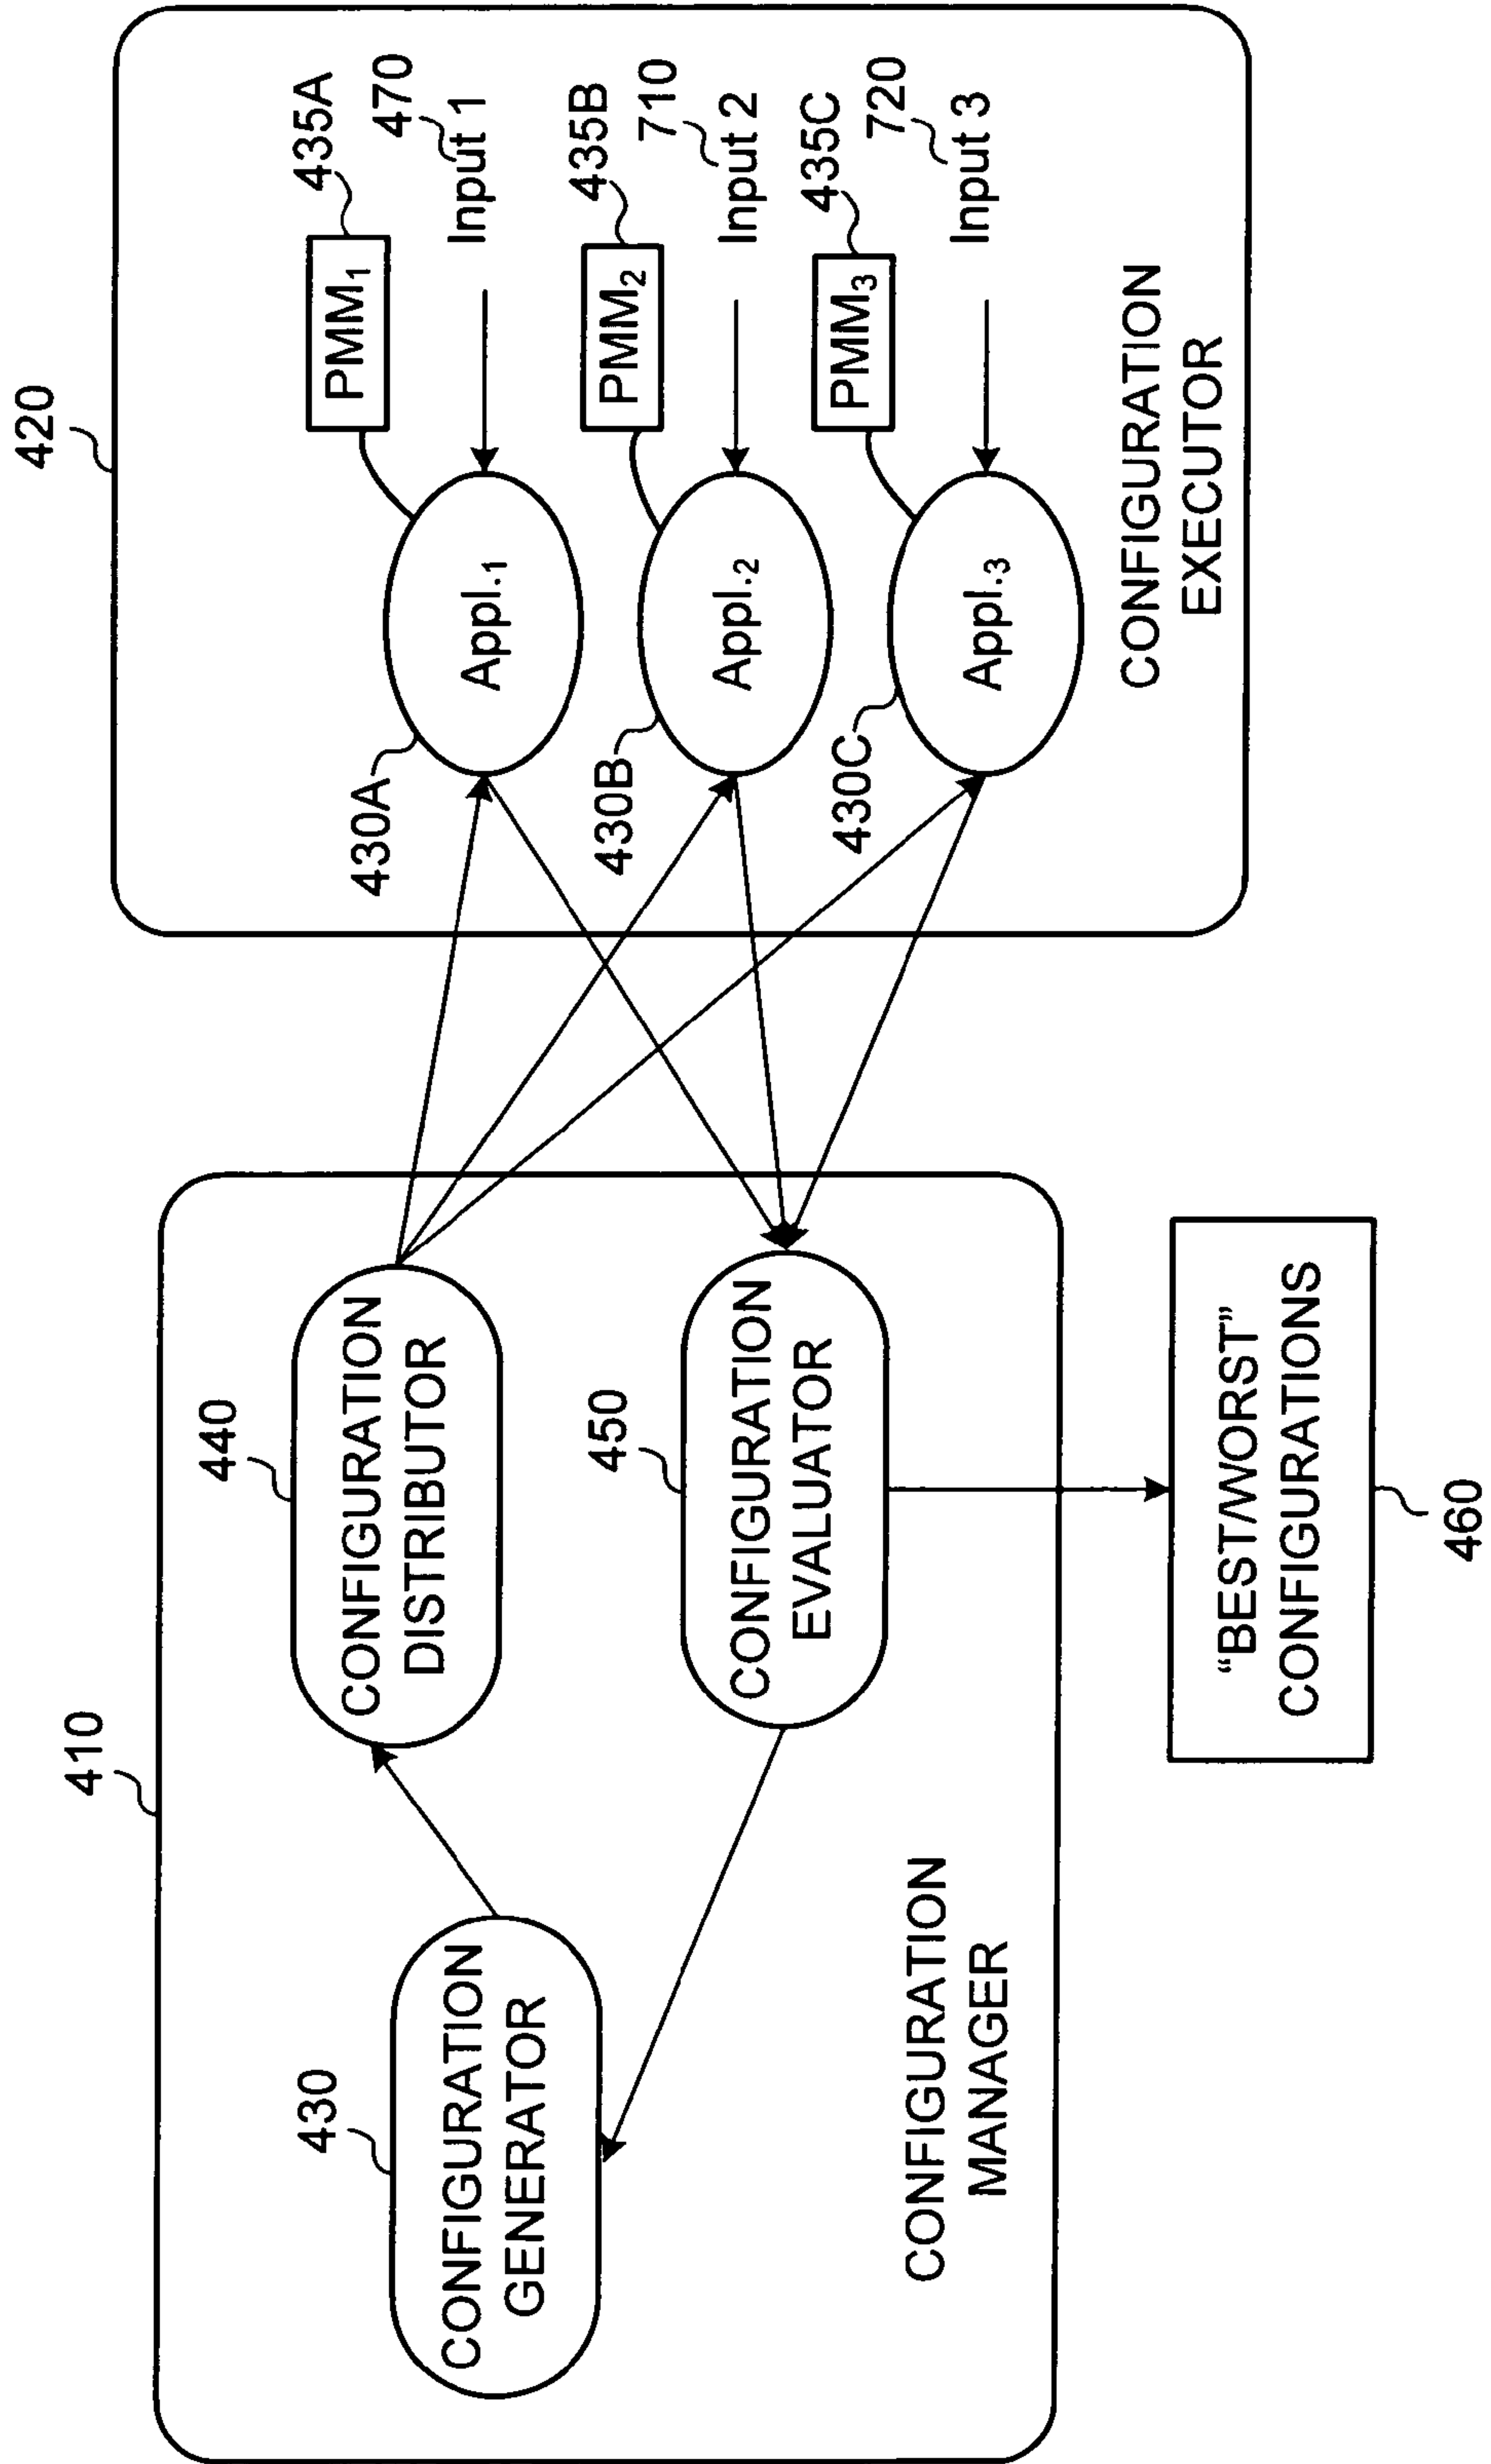 410
430
CONFIGURATION
GENERATOR
440
CONFIGURATION
DISTRIBUTOR
450
CONFIGURATION
EVALUATOR
CONFIGURATION
MANAGER
"BEST/WORST"
CONFIGURATIONS
460
420
430A
Appl.1
PMM1
435A
470
Input 1
430B
Appl.2
PMM2
435B
710
Input 2
430C
Appl.3
PMM3
435C
720
Input 3
CONFIGURATION
EXECUTOR